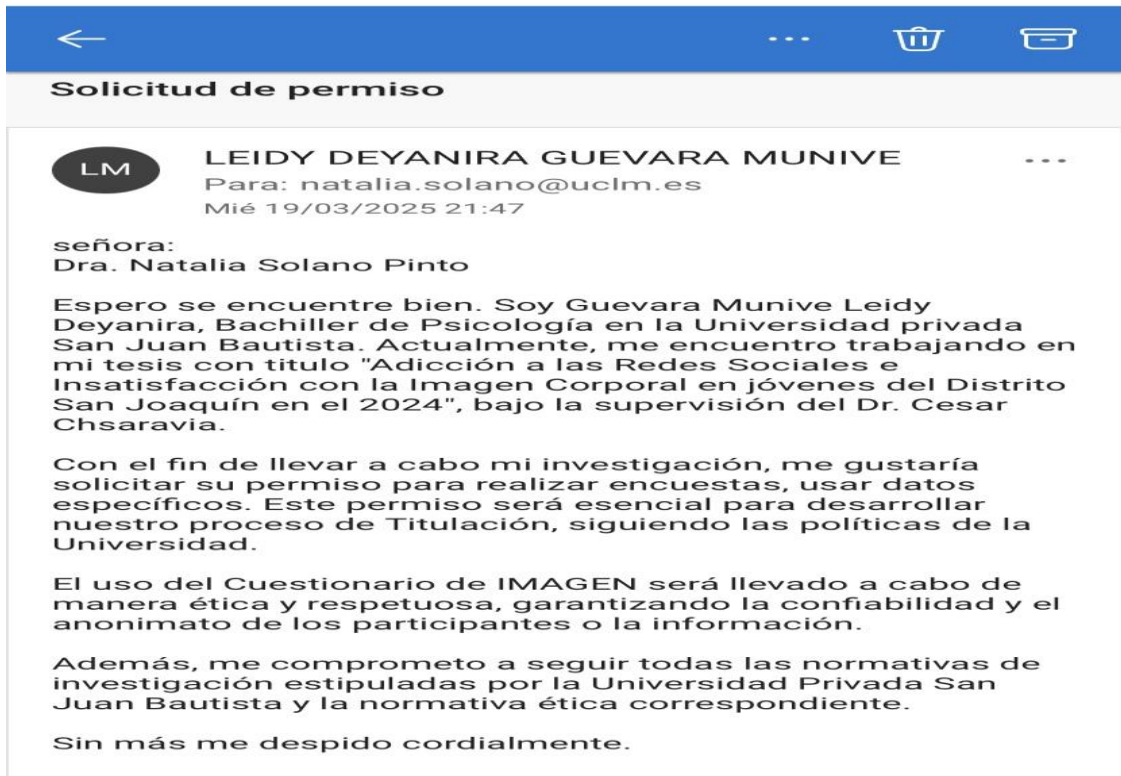 Solicitud de permiso
LM
LEIDY DEYANIRA GUEVARA MUNIVE
Para: natalia.solano@uclm.es
Mié 19/03/2025 21:47
señora:
Dra. Natalia Solano Pinto
Espero se encuentre bien. Soy Guevara Munive Leidy
Deyanira, Bachiller de Psicología en la Universidad privada
San Juan Bautista. Actualmente, me encuentro trabajando en
mi tesis con titulo "Adicción a las Redes Sociales e
Insatisfacción con la Imagen Corporal en jóvenes del Distrito
San Joaquín en el 2024", bajo la supervisión del Dr. Cesar
Chsaravia.
Con el fin de llevar a cabo mi investigación, me gustaría
solicitar su permiso para realizar encuestas, usar datos
específicos. Este permiso será esencial para desarrollar
nuestro proceso de Titulación, siguiendo las políticas de la
Universidad.
El uso del Cuestionario de IMAGEN será llevado a cabo de
manera ética y respetuosa, garantizando la confiabilidad y el
anonimato de los participantes o la información.
Además, me comprometo a seguir todas las normativas de
investigación estipuladas por la Universidad Privada San
Juan Bautista y la normativa ética correspondiente.
Sin más me despido cordialmente.